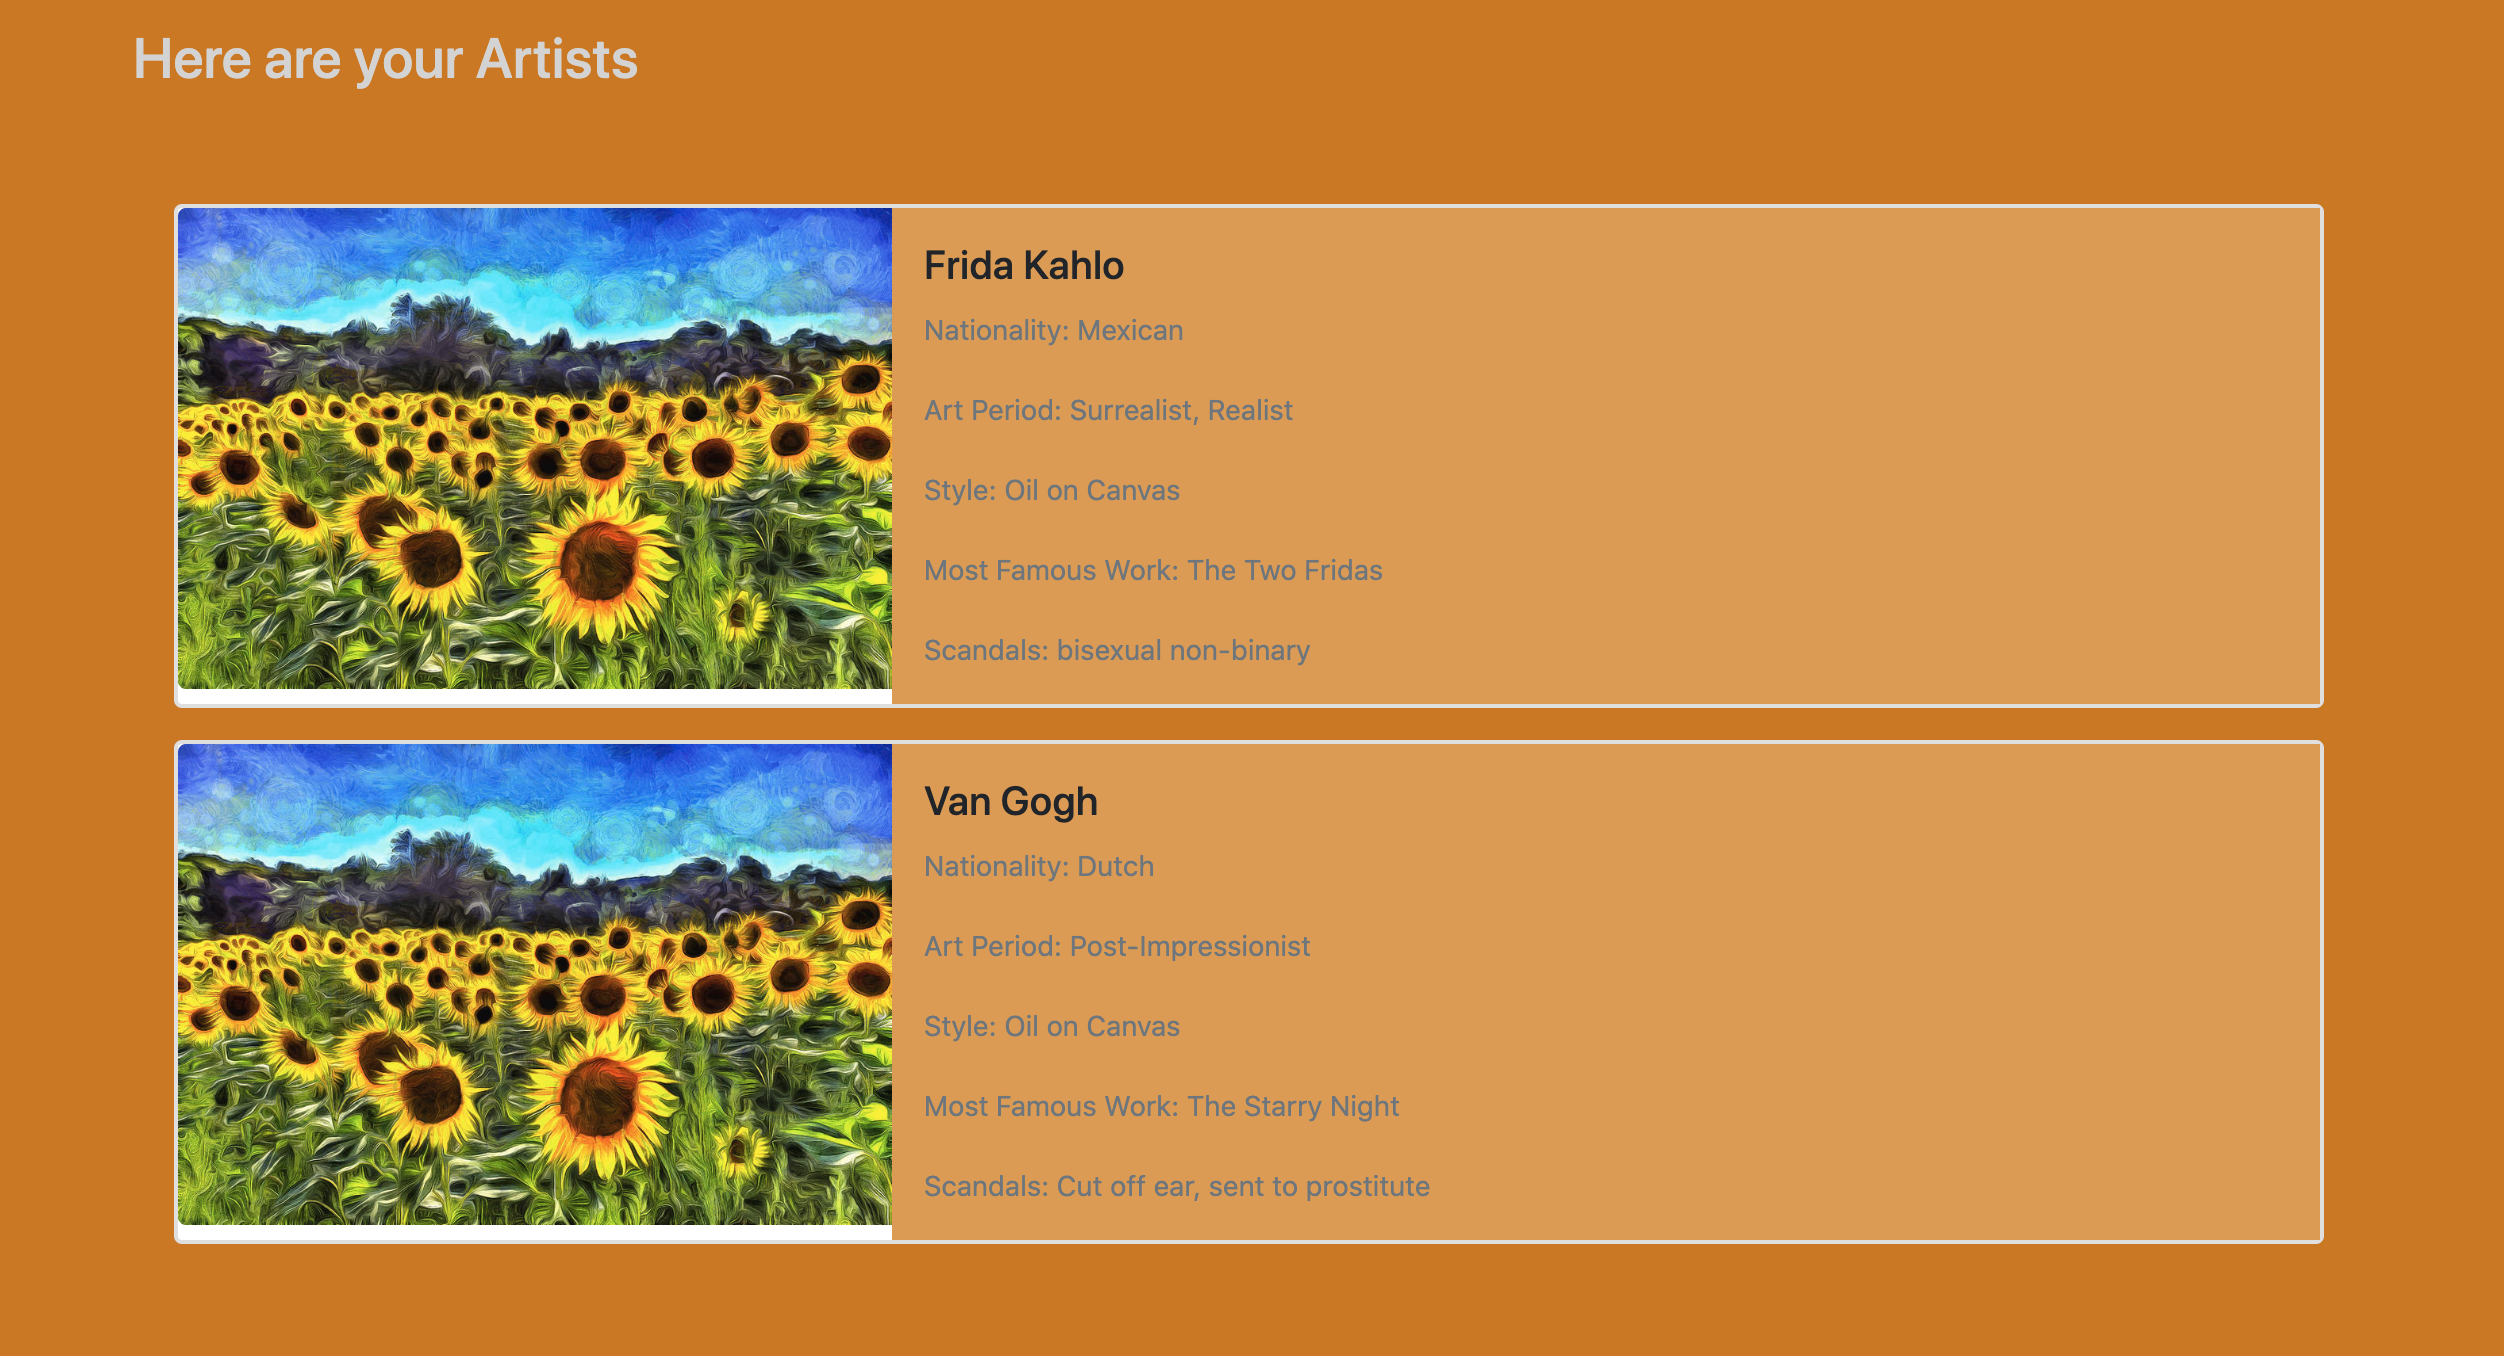 Here are your Artists
Frida Kahlo
Nationality: Mexican
Art Period: Surrealist, Realist
Style: Oil on Canvas
Most Famous Work: The Two Fridas
Scandals: bisexual non-binary
Van Gogh
Nationality: Dutch
Art Period: Post-Impressionist
Style: Oil on Canvas
Most Famous Work: The Starry Night
Scandals: Cut off ear, sent to prostitute